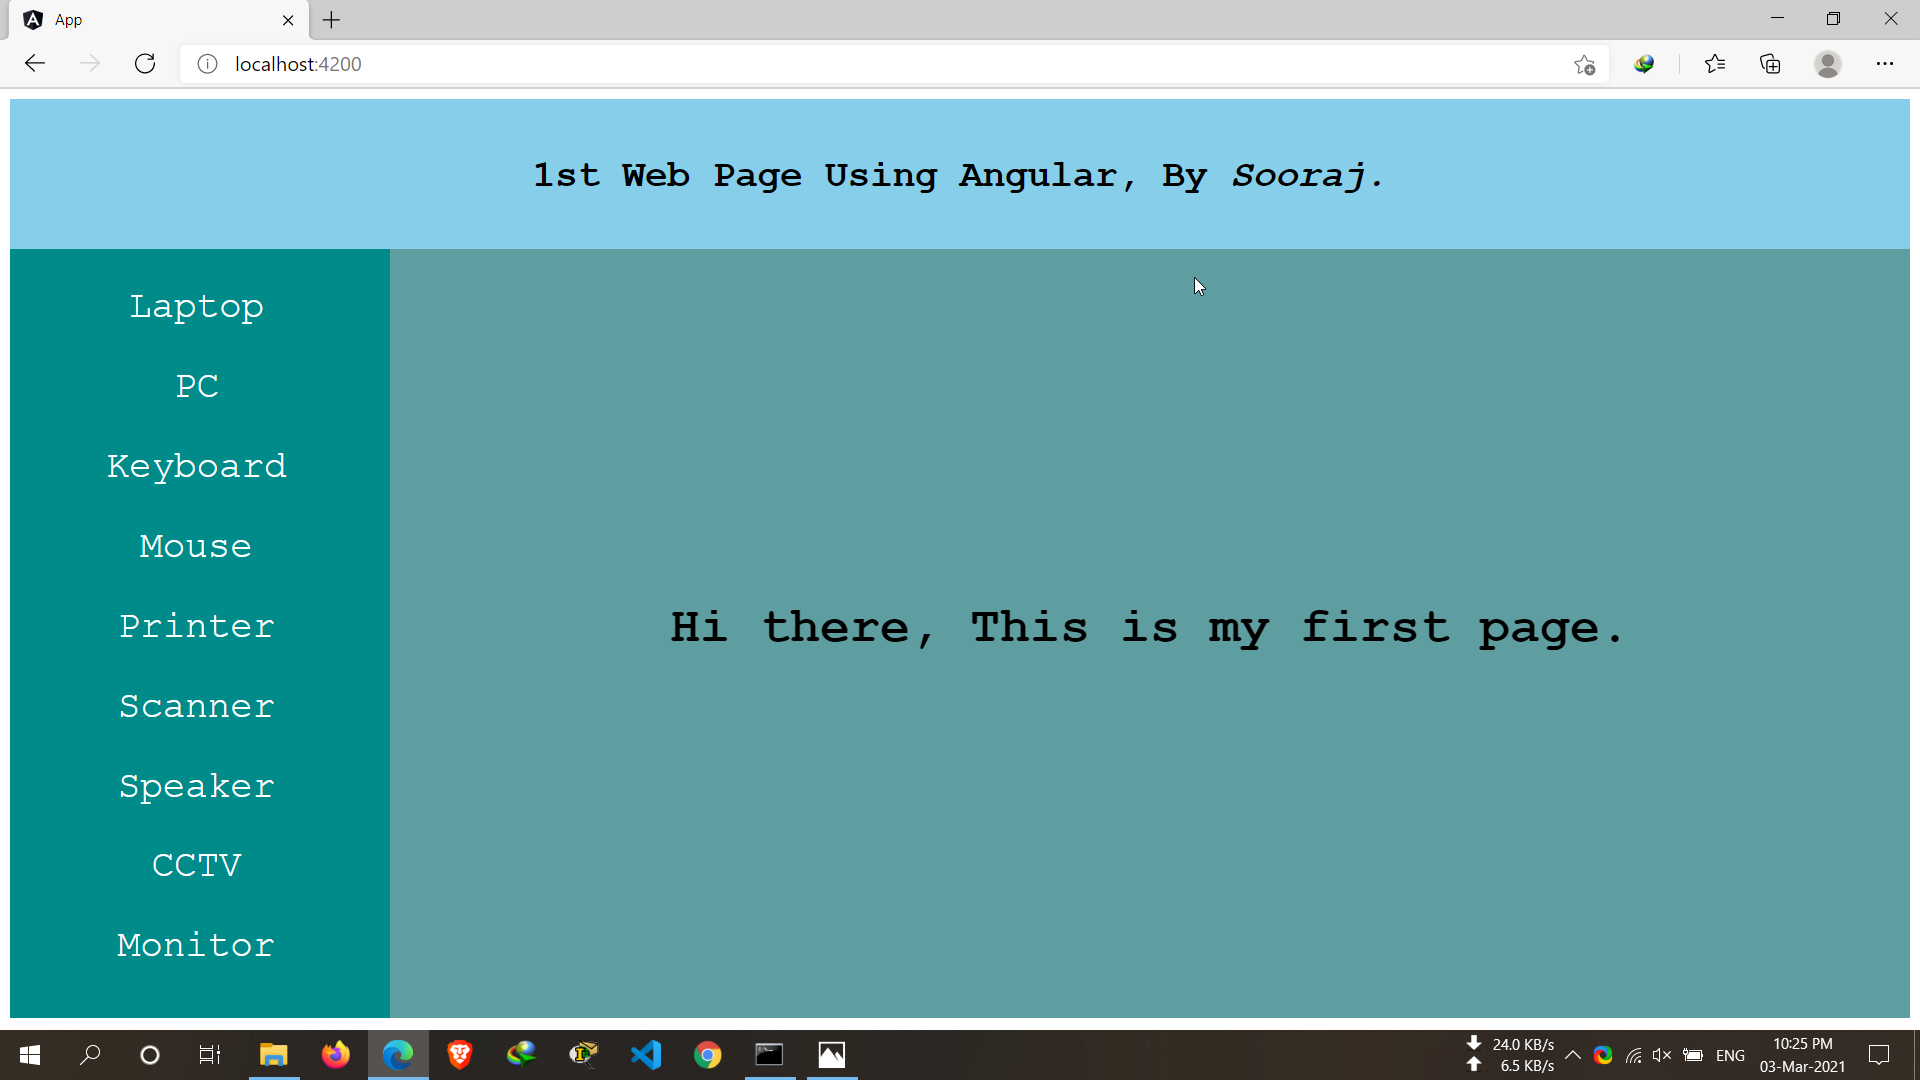 App
localhost:4200
1st Web Page Using Angular, By Sooraj.
Laptop
PC
Keyboard
Mouse
Printer
Scanner
Speaker
CCTV
Monitor
Hi there, This is my first page.
24.0 KB/s
6.5 KB/s
ENG
10:25 PM
03-Mar-2021